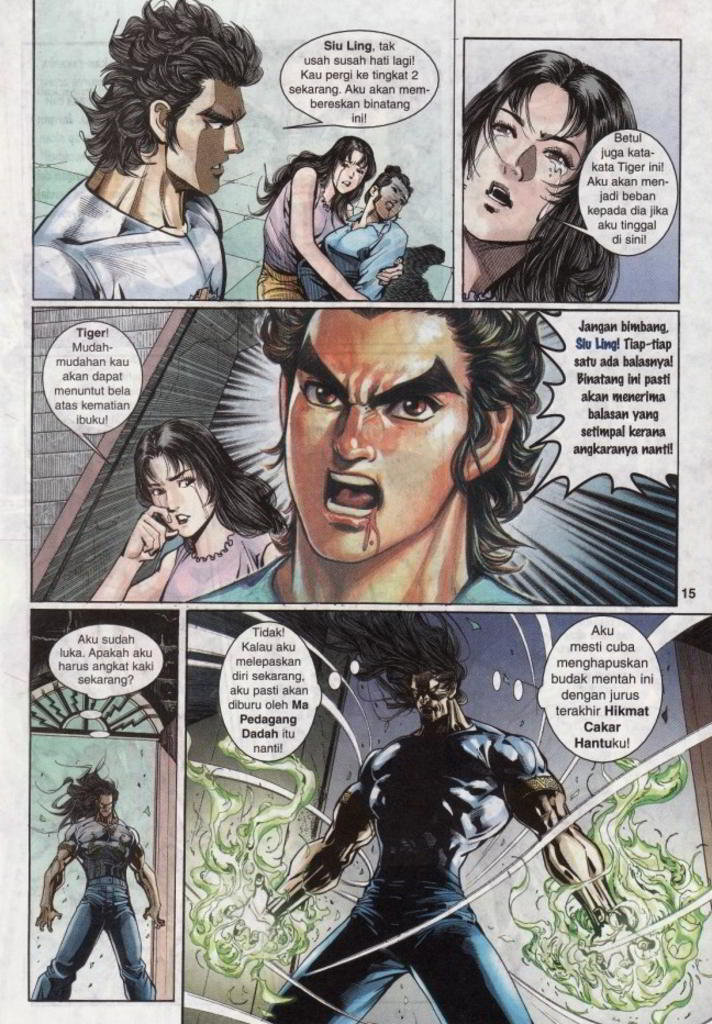 Siu Ling, tak
usah susah hati lagi!
Kau pergi ke tingkat 2
sekarang. Aku akan mem-
bereskan binatang
ini!
Betul
juga kata-
kata Tiger ini!
Aku akan men-
jadi beban
kepada dia jika
aku tinggal
di sini!
Tiger!
Mudah-
mudahan kau
akan dapat
menuntut bela
atas kematian
ibuku!
Jangan bimbang,
Siu Ling! Tiap-tiap
satu ada balasnya!
Binatang ini pasti
akan menerima
balasan yang
setimpal kerana
angkaranya nanti!
15
Aku sudah
luka. Apakah aku
harus angkat kaki
sekarang?
Tidak!
Kalau aku
melepaskan
diri sekarang,
aku pasti akan
diburu oleh Ma
Pedagang
Dadah itu
nanti!
Aku
mesti cuba
menghapuskan
budak mentah ini
dengan jurus
terakhir Hikmat
Cakar
Hantuku!